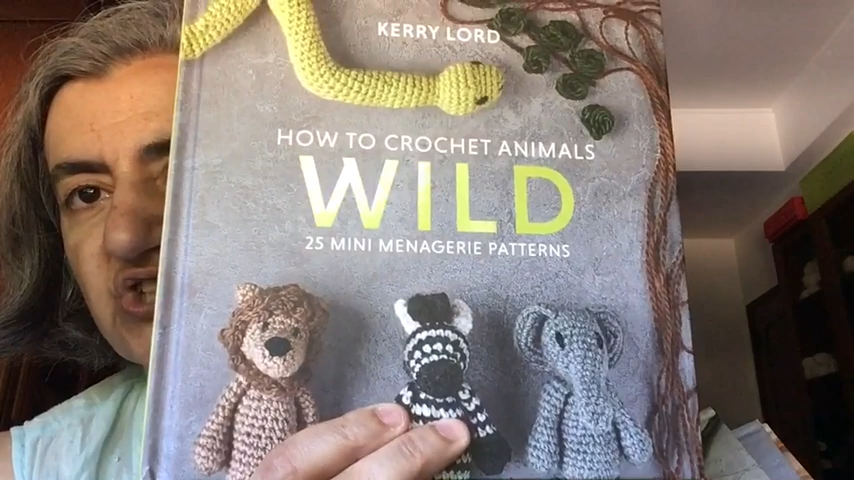 KERRY LORD
HOW TO CROCHET ANIMALS
WILD
25 MINI MENAGERIE PATTERNS